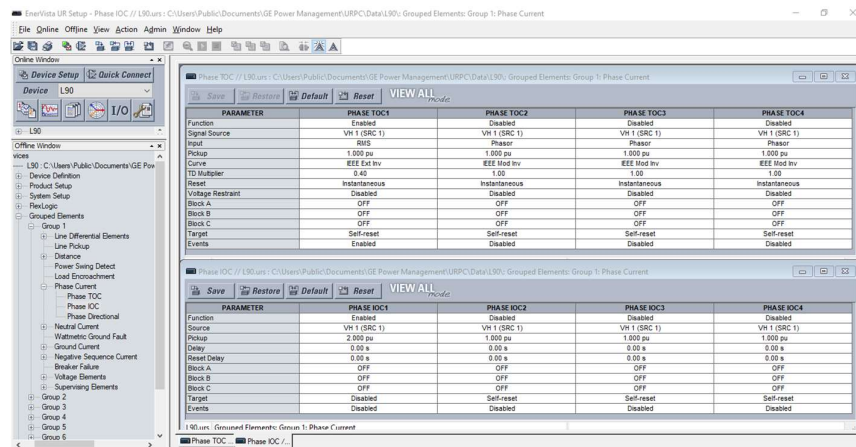 EnerVista UR Setup - Phase IOC // L90.urs : C:\Users\Public\Documents\GE Power Management\URPC\Data\L90\: Grouped Elements: Group 1: Phase Current
File Online Offline View Action Admin Window Help
Online Window
Device Setup Quick Connect
Device L90
I/O
L90
Offline Window
vices
L90 : C:\Users\Public\Documents\GE Pov
Device Definition
Product Setup
System Setup
FlexLogic
Grouped Elements
Group 1
Line Differential Elements
Line Pickup
Distance
Power Swing Detect
Load Encroachment
Phase Current
Phase TOC
Phase IOC
Phase Directional
Neutral Current
Wattmetric Ground Fault
Ground Current
Negative Sequence Current
Breaker Failure
Voltage Elements
Supervising Elements
Group 2
Group 3
Group 4
Group 5
Group 6
Phase TOC // L90.urs : C:\Users\Public\Documents\GE Power Management\URPC\Data\L90\: Grouped Elements: Group 1: Phase Current
Save Restore Default Reset VIEW ALL mode
PARAMETER PHASE TOC1 PHASE TOC2 PHASE TOC3 PHASE TOC4
Function Enabled Disabled Disabled Disabled
Signal Source VH 1 (SRC 1) VH 1 (SRC 1) VH 1 (SRC 1) VH 1 (SRC 1)
Input RMS Phasor Phasor Phasor
Pickup 1.000 pu 1.000 pu 1.000 pu 1.000 pu
Curve IEEE Ext Inv IEEE Mod Inv IEEE Mod Inv IEEE Mod Inv
TD Multiplier 0.40 1.00 1.00 1.00
Reset Instantaneous Instantaneous Instantaneous Instantaneous
Voltage Restraint Disabled Disabled Disabled Disabled
Block A OFF OFF OFF OFF
Block B OFF OFF OFF OFF
Block C OFF OFF OFF OFF
Target Self-reset Self-reset Self-reset Self-reset
Events Enabled Disabled Disabled Disabled
Phase IOC // L90.urs : C:\Users\Public\Documents\GE Power Management\URPC\Data\L90\: Grouped Elements: Group 1: Phase Current
Save Restore Default Reset VIEW ALL mode
PARAMETER PHASE IOC1 PHASE IOC2 PHASE IOC3 PHASE IOC4
Function Enabled Disabled Disabled Disabled
Source VH 1 (SRC 1) VH 1 (SRC 1) VH 1 (SRC 1) VH 1 (SRC 1)
Pickup 2.000 pu 1.000 pu 1.000 pu 1.000 pu
Delay 0.00 s 0.00 s 0.00 s 0.00 s
Reset Delay 0.00 s 0.00 s 0.00 s 0.00 s
Block A OFF OFF OFF OFF
Block B OFF OFF OFF OFF
Block C OFF OFF OFF OFF
Target Disabled Self-reset Self-reset Self-reset
Events Disabled Disabled Disabled Disabled
L90.urs Grouped Elements: Group 1: Phase Current
Phase TOC ... Phase IOC /...